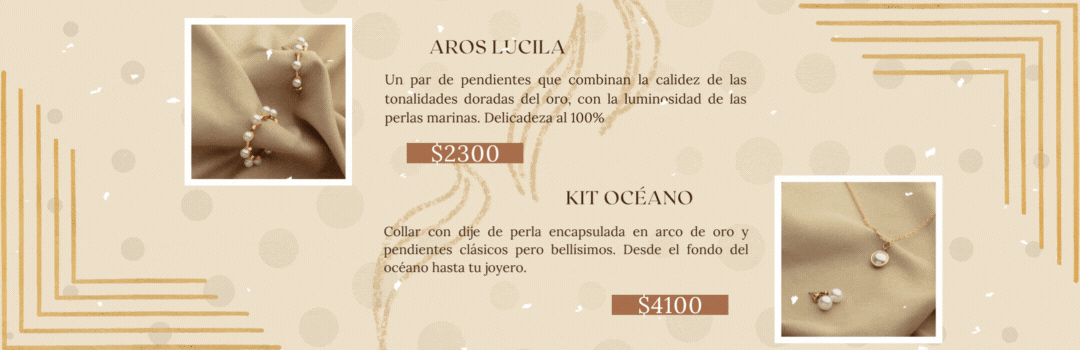 AROS LUCILA
Un par de pendientes que combinan la calidez de las
tonalidades doradas del oro, con la luminosidad de las
perlas marinas. Delicadeza al 100%
$2300
KIT OCÉANO
Collar con dije de perla encapsulada en arco de oro y
pendientes clásicos pero bellísimos. Desde el fondo del
océano hasta tu joyero.
$4100